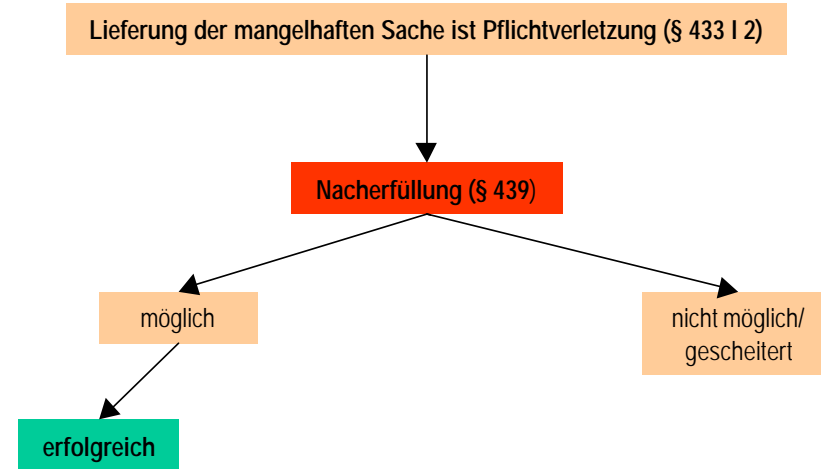 Lieferung der mangelhaften Sache ist Pflichtverletzung (§ 433 I 2)
Nacherfüllung (§ 439)
möglich
nicht möglich/
gescheitert
erfolgreich